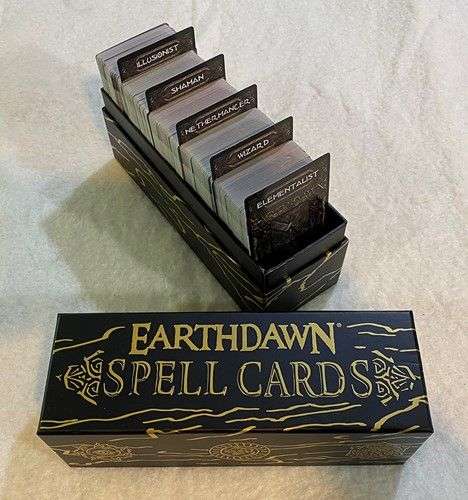 ILLUSIONIST
SHAMAN
NETHERMANCER
WIZARD
ELEMENTALIST
EARTHDAWN®
SPELL CARDS